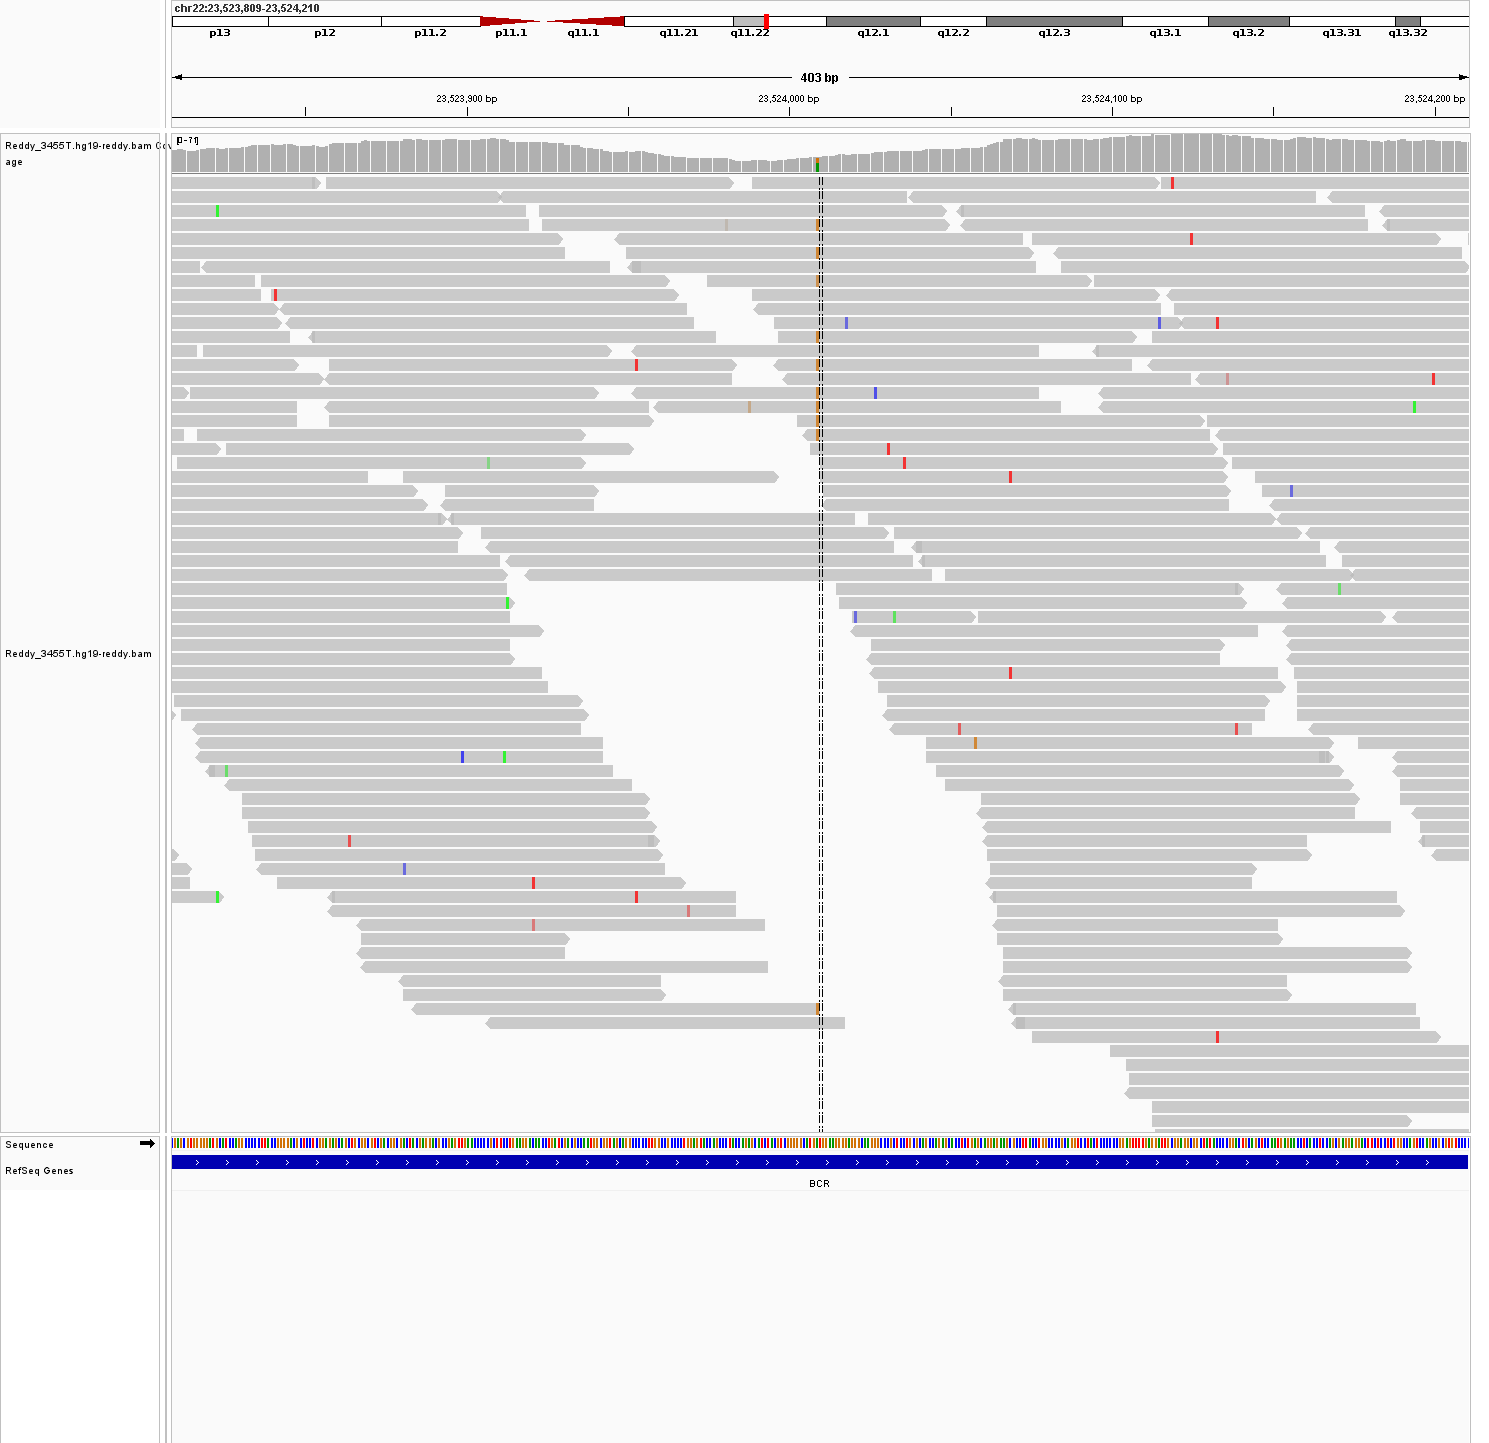 chr22:23,523,809-23,524,210
p13 p12 p11.2 p11.1 q11.1 q11.21 q11.22 q12.1 q12.2 q12.3 q13.1 q13.2 q13.31 q13.32
403 bp
23,523,900 bp 23,524,000 bp 23,524,100 bp 23,524,200 bp
Reddy_3455T.hg19-reddy.bam Cov
age
[0-71]
Reddy_3455T.hg19-reddy.bam
Sequence
RefSeq Genes
BCR